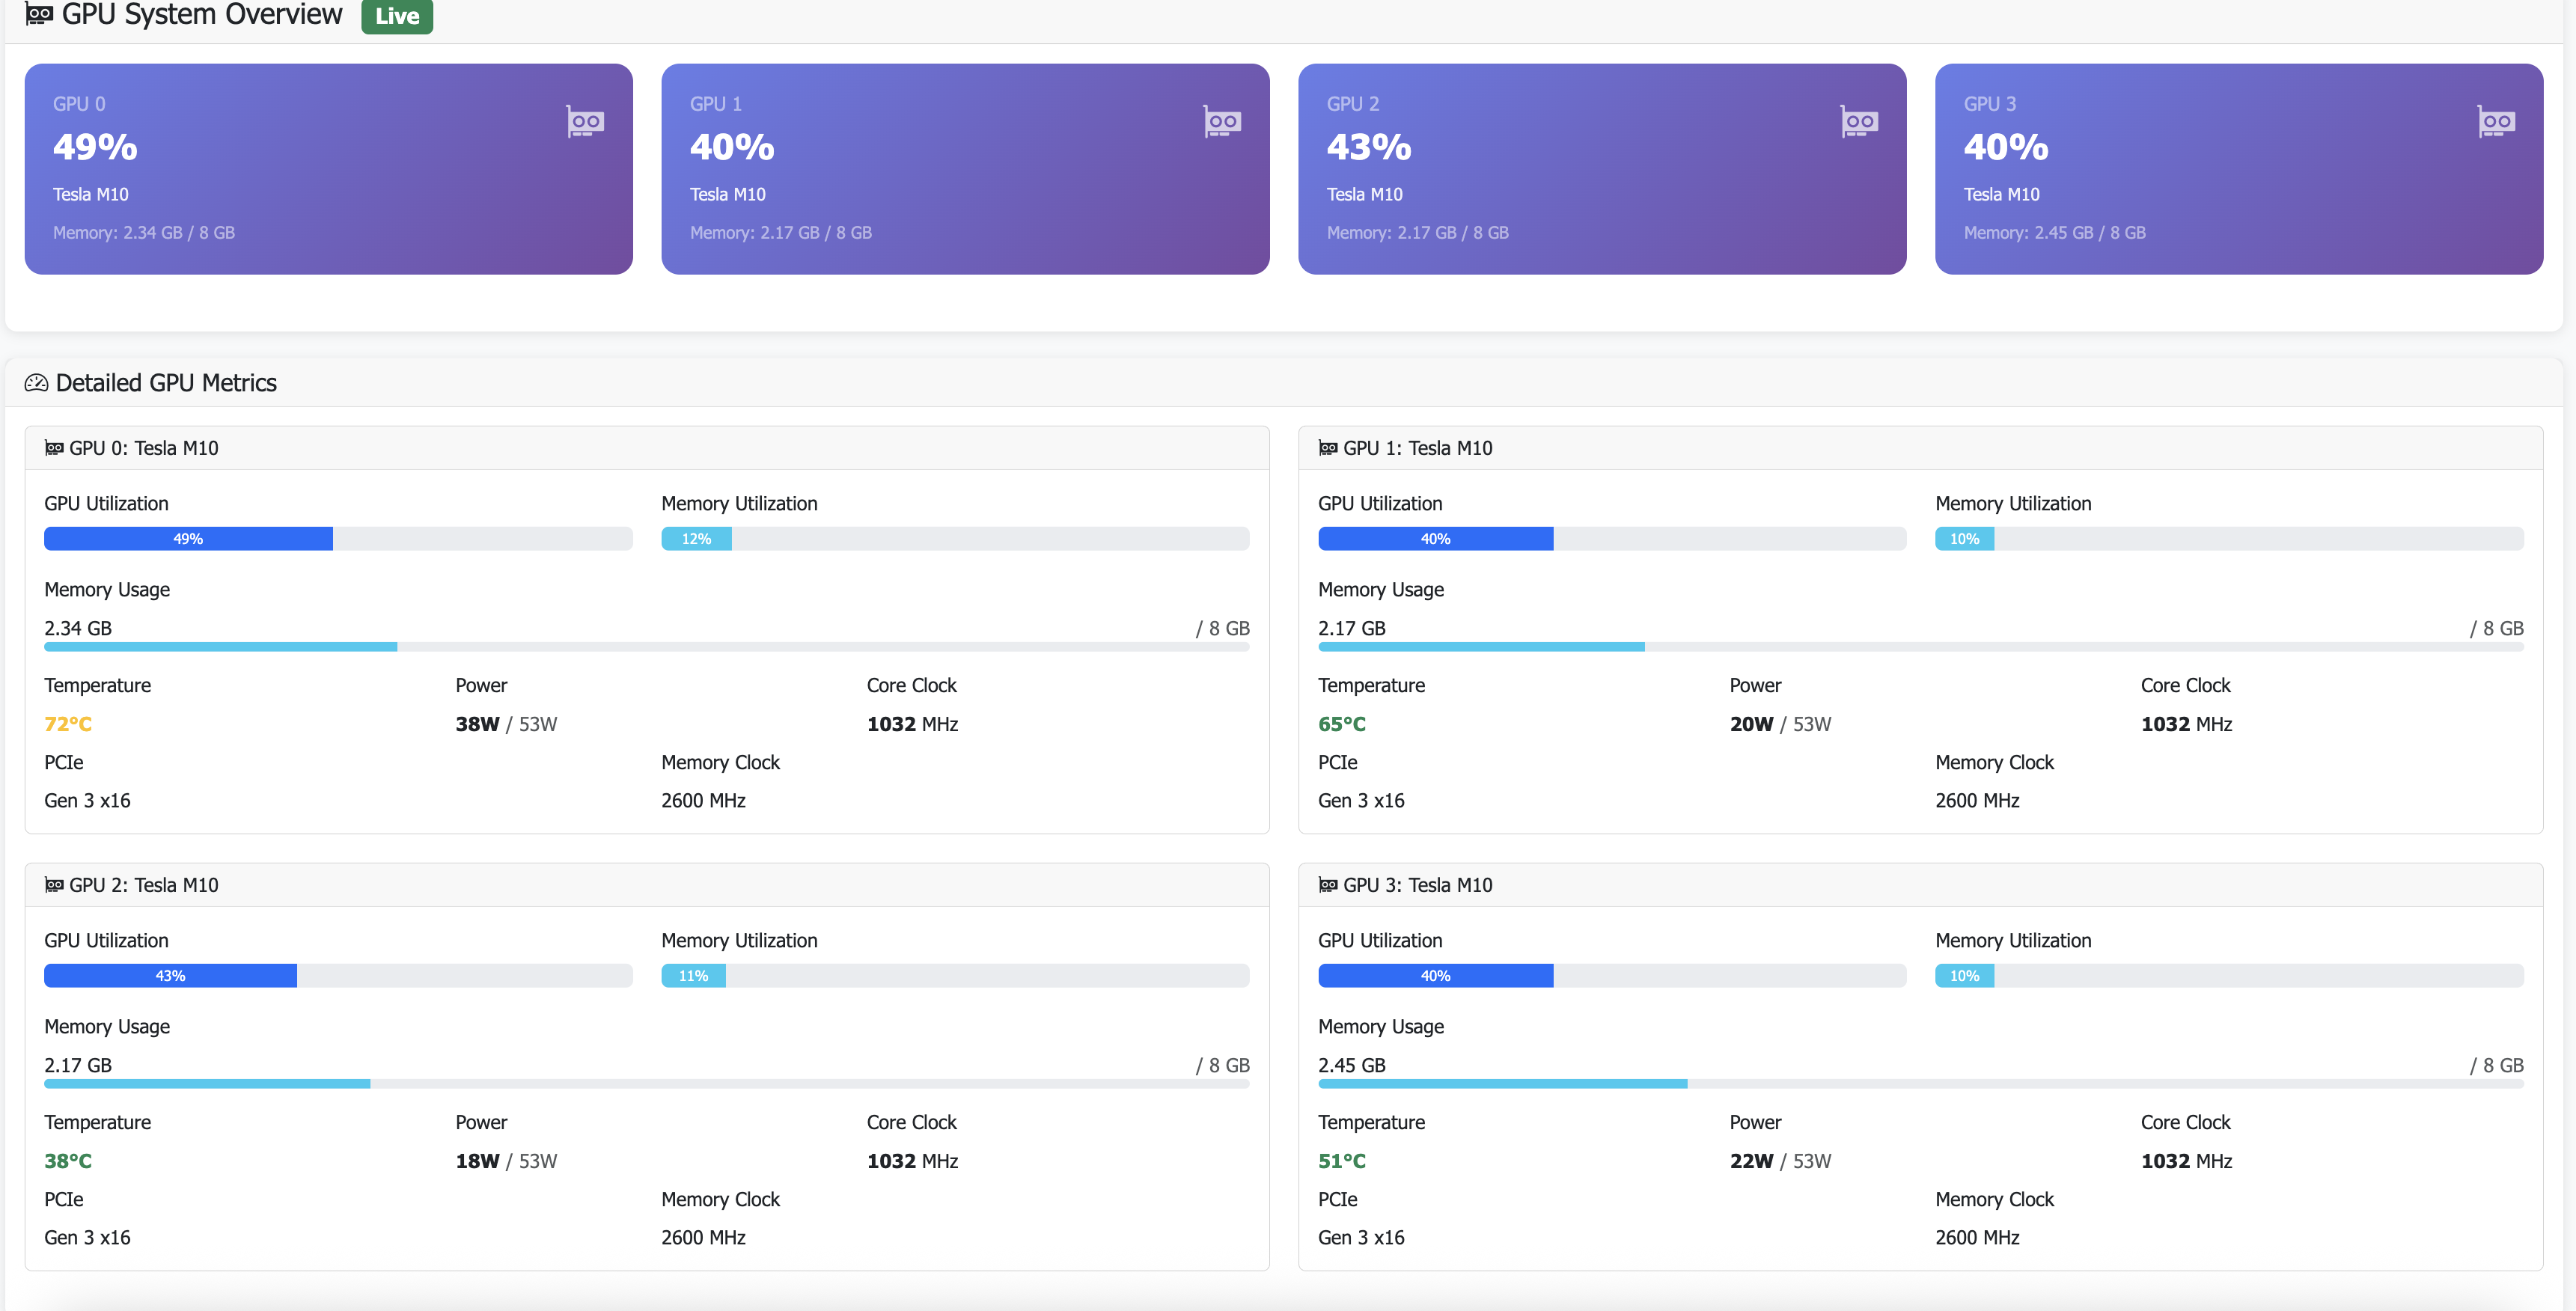 GPU System Overview Live
GPU 0
49%
Tesla M10
Memory: 2.34 GB / 8 GB
GPU 1
40%
Tesla M10
Memory: 2.17 GB / 8 GB
GPU 2
43%
Tesla M10
Memory: 2.17 GB / 8 GB
GPU 3
40%
Tesla M10
Memory: 2.45 GB / 8 GB
Detailed GPU Metrics
GPU 0: Tesla M10
GPU Utilization Memory Utilization
49% 12%
Memory Usage
2.34 GB / 8 GB
Temperature Power Core Clock
72°C 38W / 53W 1032 MHz
PCIe Memory Clock
Gen 3 x16 2600 MHz
GPU 1: Tesla M10
GPU Utilization Memory Utilization
40% 10%
Memory Usage
2.17 GB / 8 GB
Temperature Power Core Clock
65°C 20W / 53W 1032 MHz
PCIe Memory Clock
Gen 3 x16 2600 MHz
GPU 2: Tesla M10
GPU Utilization Memory Utilization
43% 11%
Memory Usage
2.17 GB / 8 GB
Temperature Power Core Clock
38°C 18W / 53W 1032 MHz
PCIe Memory Clock
Gen 3 x16 2600 MHz
GPU 3: Tesla M10
GPU Utilization Memory Utilization
40% 10%
Memory Usage
2.45 GB / 8 GB
Temperature Power Core Clock
51°C 22W / 53W 1032 MHz
PCIe Memory Clock
Gen 3 x16 2600 MHz